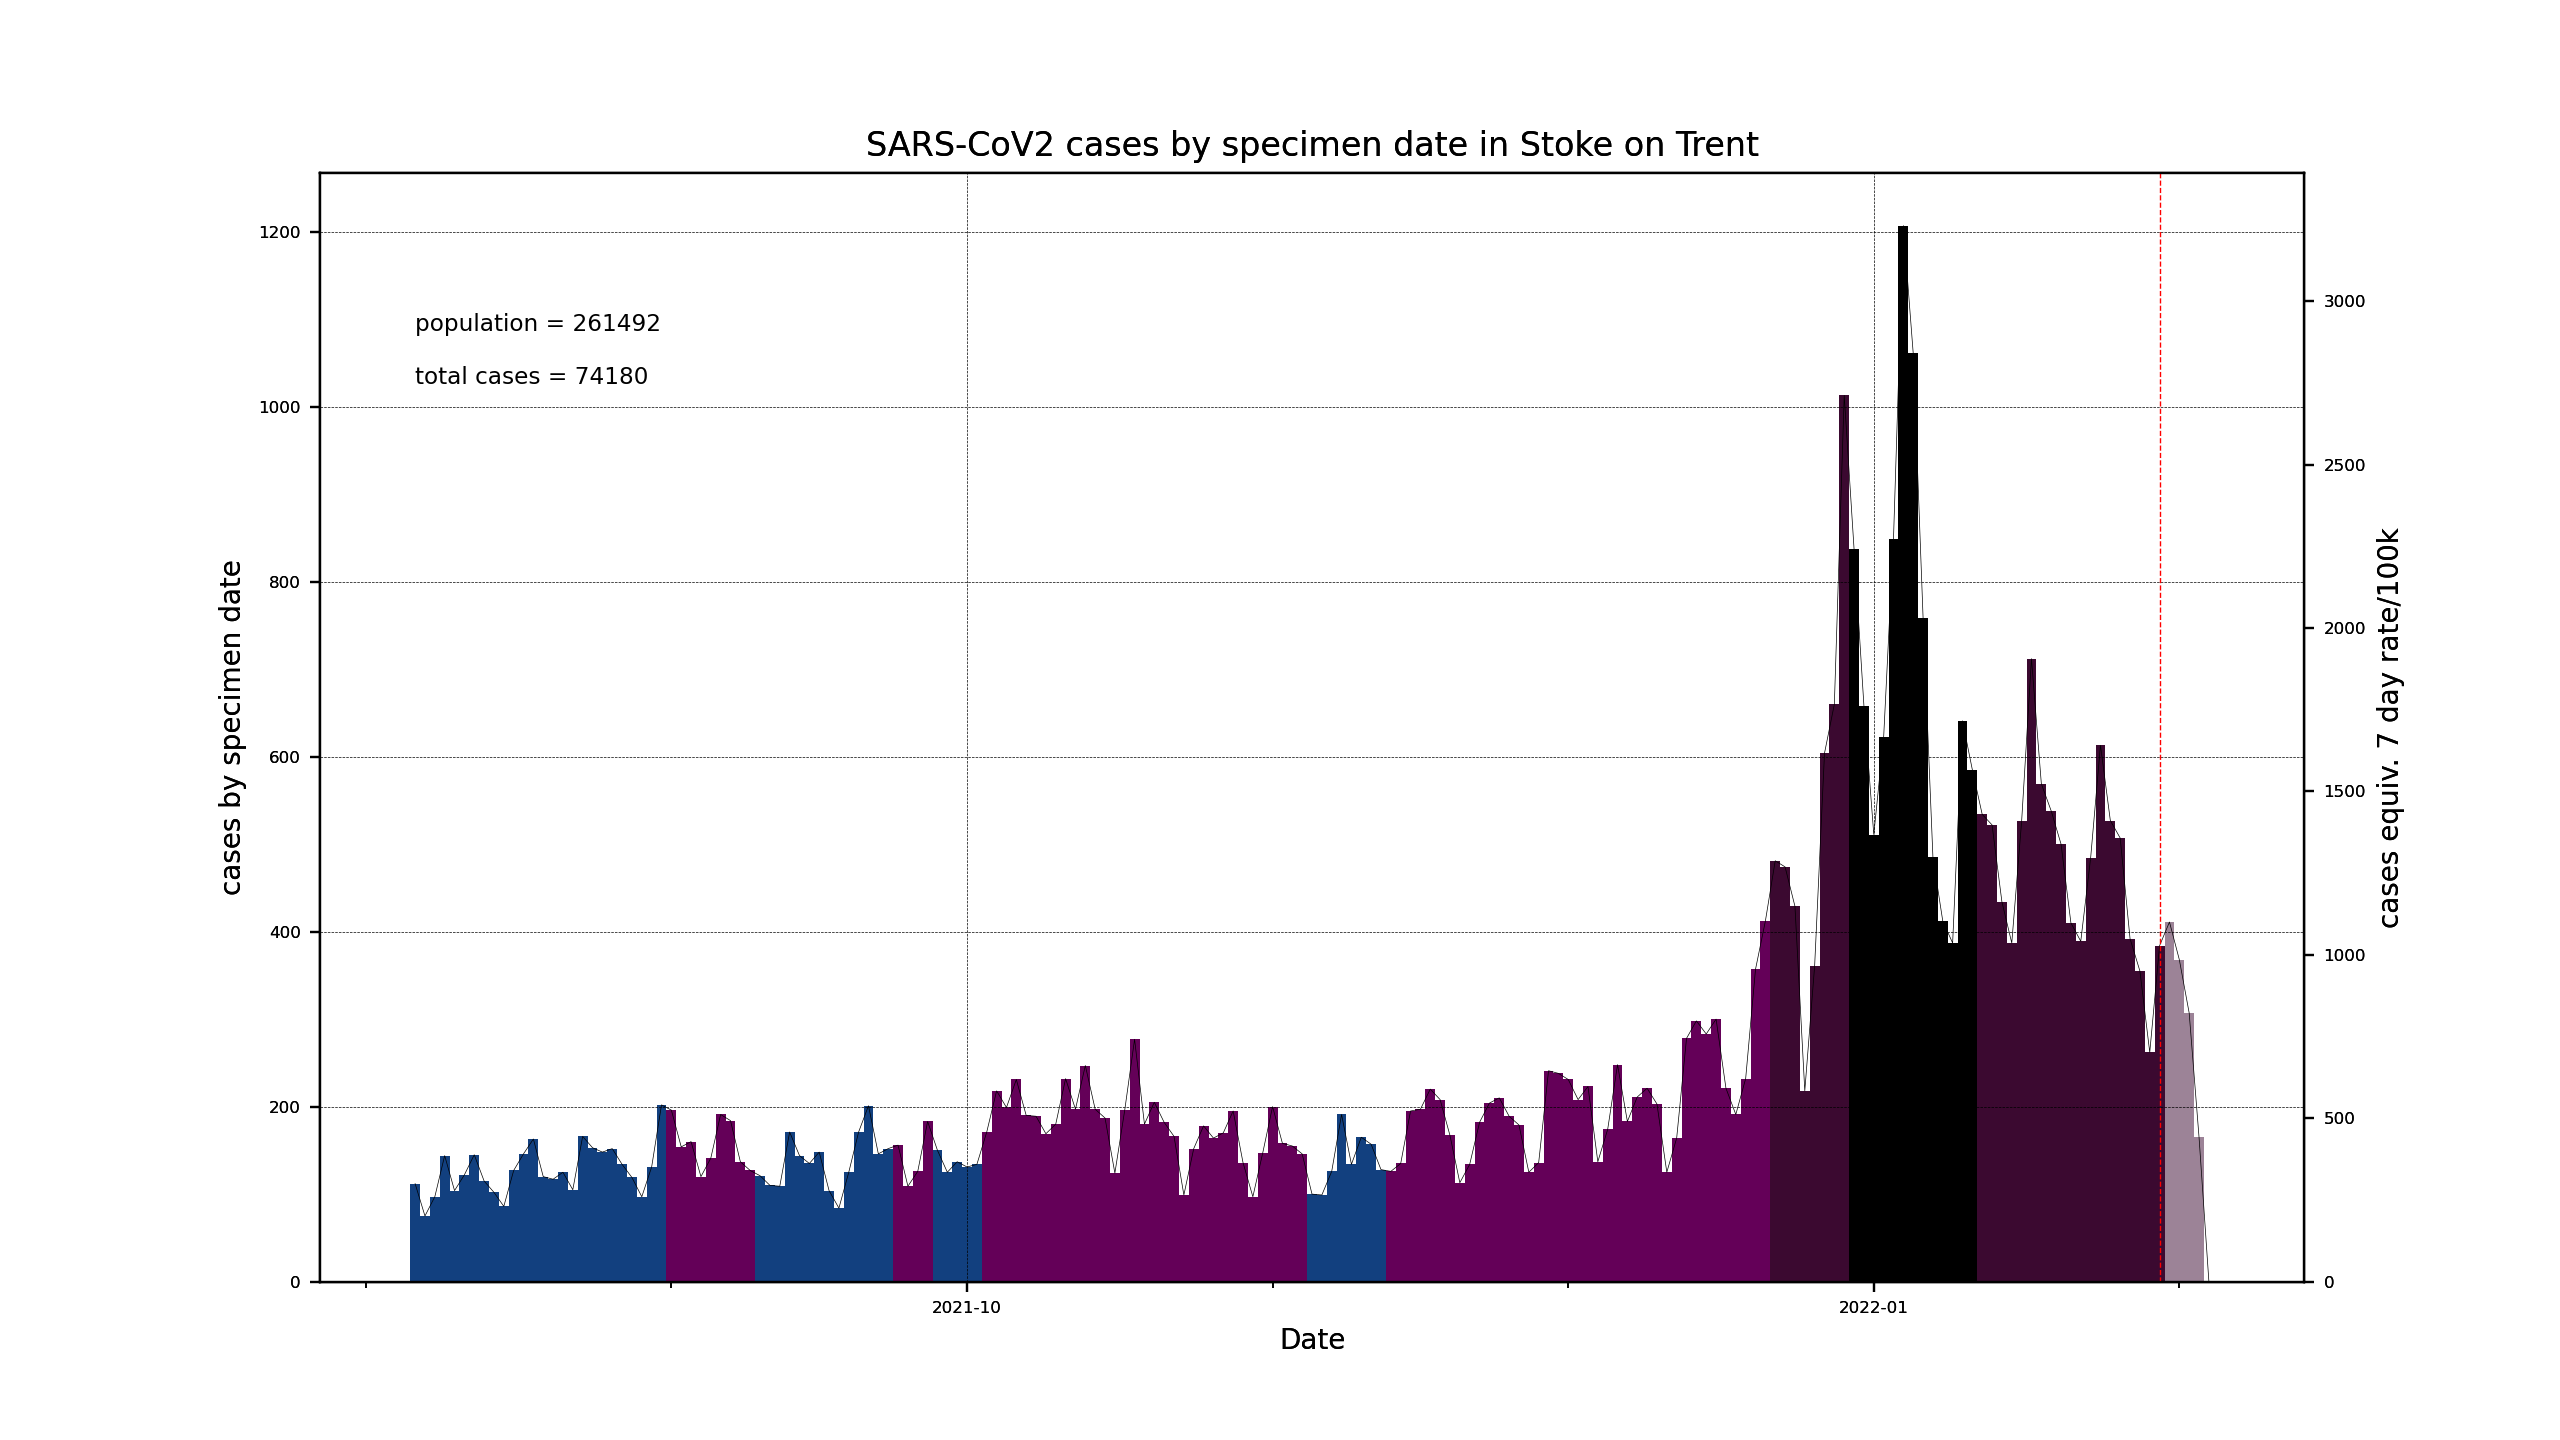 SARS-CoV2 cases by specimen date in Stoke on Trent
population = 261492
total cases = 74180
cases by specimen date
1200
1000
800
600
400
200
0
3000
2500
2000
1500
1000
500
0
cases equiv. 7 day rate/100k
2021-10
2022-01
Date